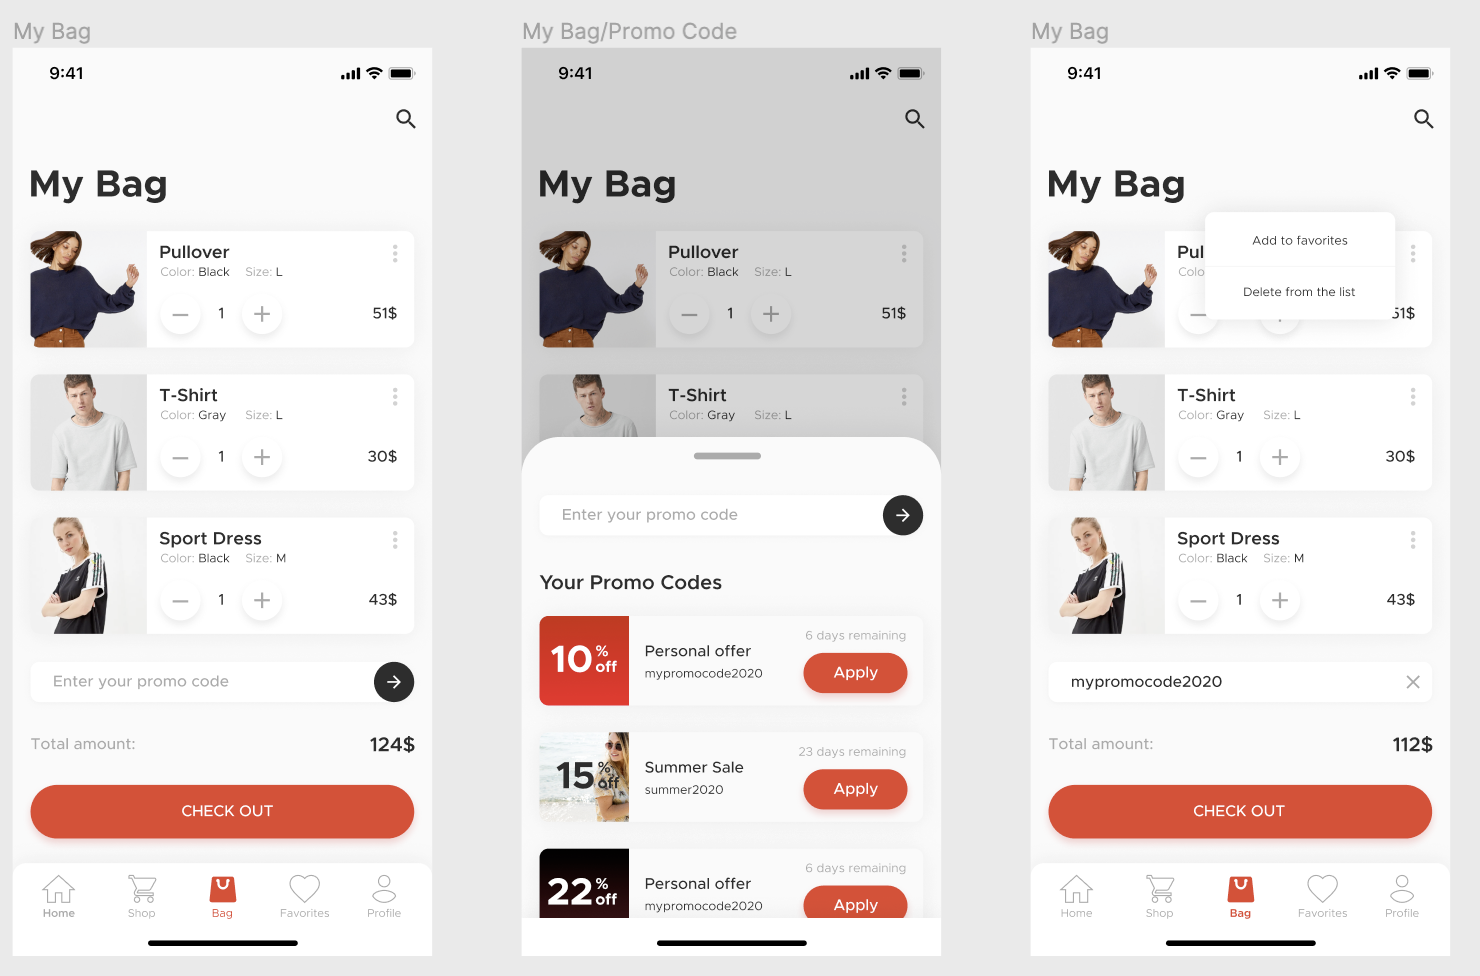 My Bag
9:41
My Bag
Pullover
Color: Black Size: L
1
51$
T-Shirt
Color: Gray Size: L
1
30$
Sport Dress
Color: Black Size: M
1
43$
Enter your promo code
Total amount:
124$
CHECK OUT
Home
Shop
Bag
Favorites
Profile
My Bag/Promo Code
9:41
My Bag
Pullover
Color: Black Size: L
1
51$
T-Shirt
Color: Gray Size: L
Enter your promo code
Your Promo Codes
10 % off
Personal offer
mypromocode2020
6 days remaining
Apply
15 % off
Summer Sale
summer2020
23 days remaining
Apply
22 % off
Personal offer
mypromocode2020
6 days remaining
Apply
My Bag
9:41
My Bag
Add to favorites
Delete from the list
Pul
Colo
51$
T-Shirt
Color: Gray Size: L
1
30$
Sport Dress
Color: Black Size: M
1
43$
mypromocode2020
Total amount:
112$
CHECK OUT
Home
Shop
Bag
Favorites
Profile